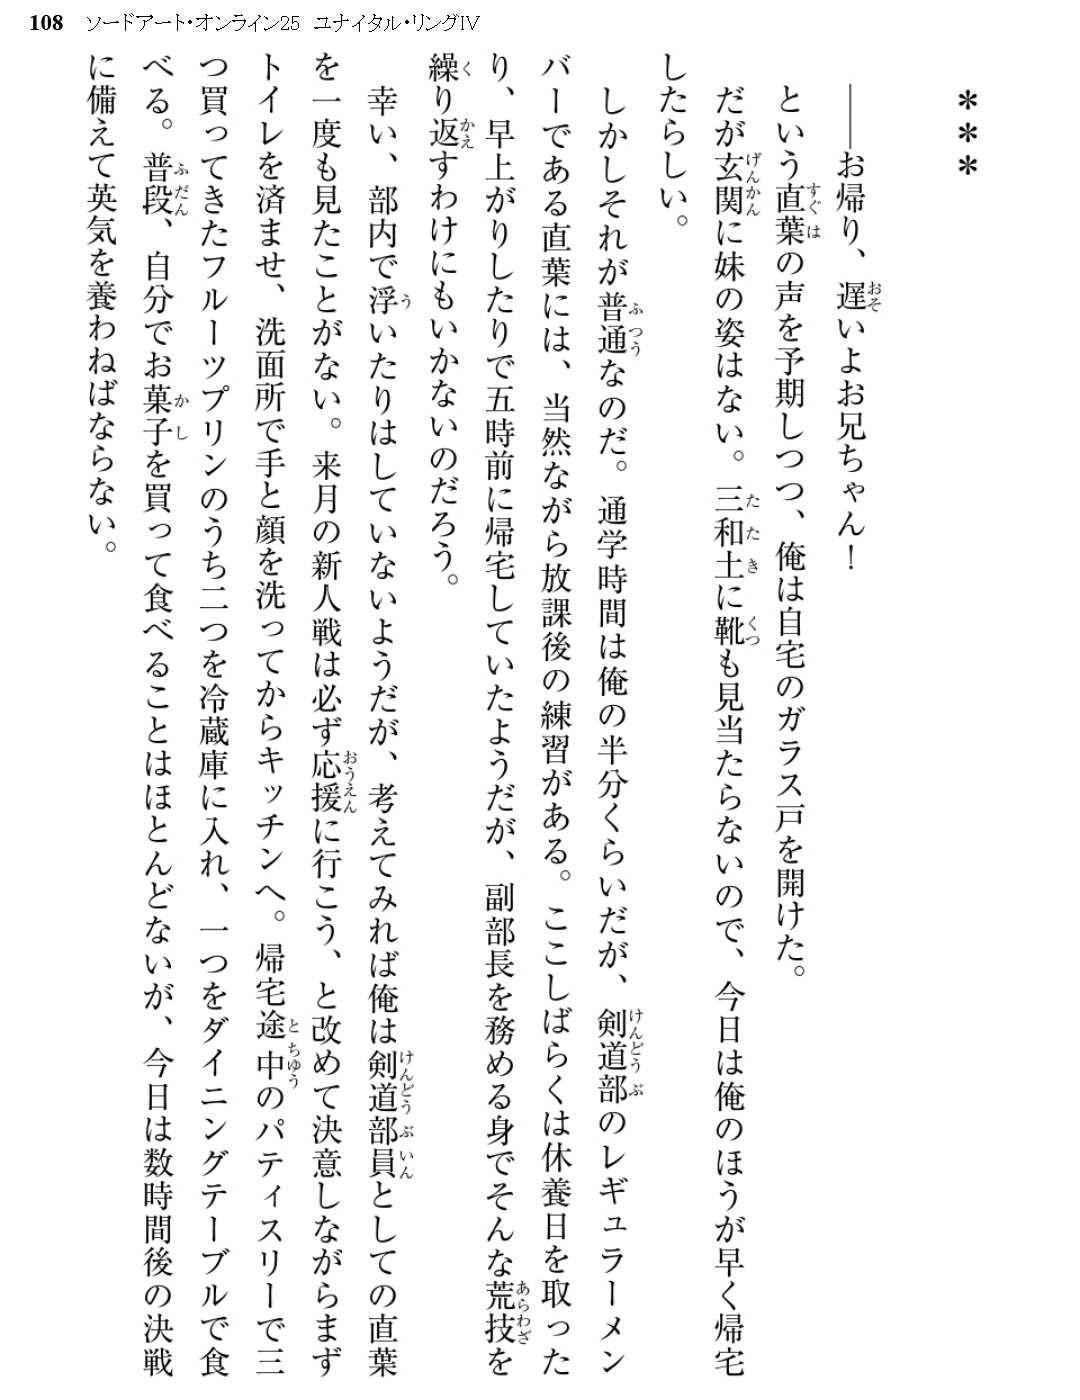 108 ソードアート・オンライン25 ユナイタル・リングⅣ
＊＊＊
――お帰り、遅いよお兄ちゃん！
という直葉の声を予期しつつ、俺は自宅のガラス戸を開けた。
だが玄関に妹の姿はない。三和土に靴も見当たらないので、今日は俺のほうが早く帰宅
したらしい。
しかしそれが普通なのだ。通学時間は俺の半分くらいだが、剣道部のレギュラーメン
バーである直葉には、当然ながら放課後の練習がある。ここしばらくは休養日を取った
り、早上がりしたりで五時前に帰宅していたようだが、副部長を務める身でそんな荒技を
繰り返すわけにもいかないのだろう。
幸い、部内で浮いたりはしていないようだが、考えてみれば俺は剣道部員としての直葉
を一度も見たことがない。来月の新人戦は必ず応援に行こう、と改めて決意しながらまず
トイレを済ませ、洗面所で手と顔を洗ってからキッチンへ。帰宅途中のパティスリーで三
つ買ってきたフルーツプリンのうち二つを冷蔵庫に入れ、一つをダイニングテーブルで食
べる。普段、自分でお菓子を買って食べることはほとんどないが、今日は数時間後の決戦
に備えて英気を養わねばならない。